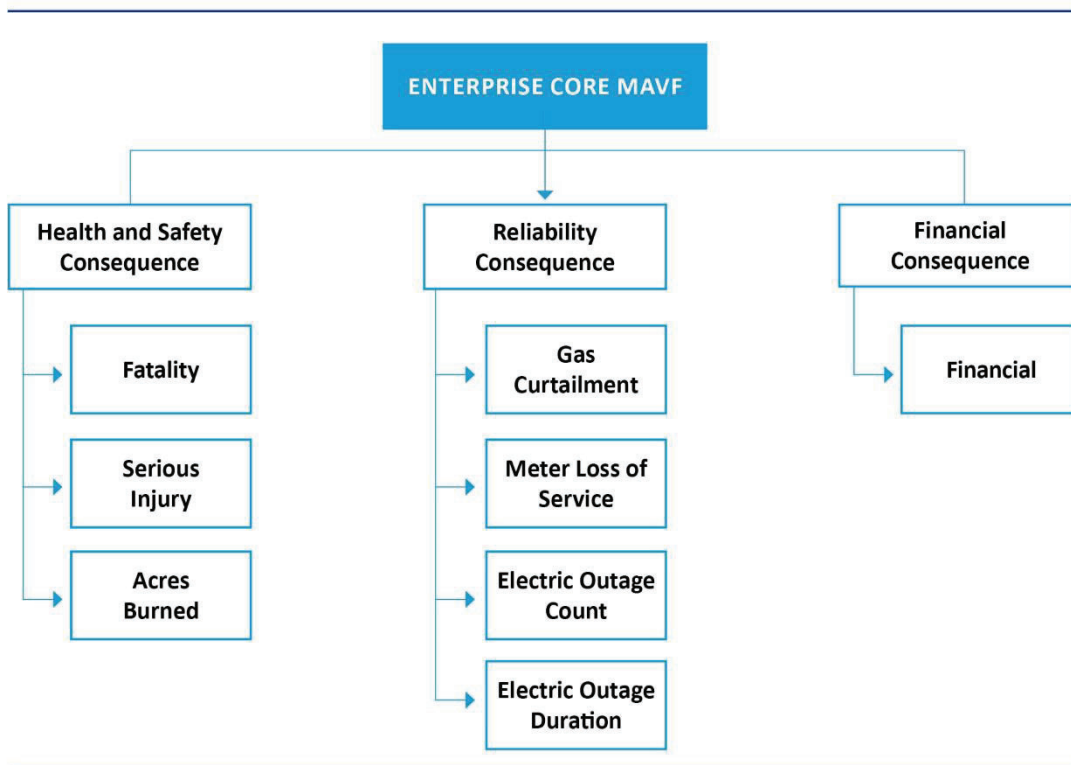 ENTERPRISE CORE MAVF
Health and Safety
Consequence
Fatality
Serious
Injury
Acres
Burned
Reliability
Consequence
Gas
Curtailment
Meter Loss of
Service
Electric Outage
Count
Electric Outage
Duration
Financial
Consequence
Financial